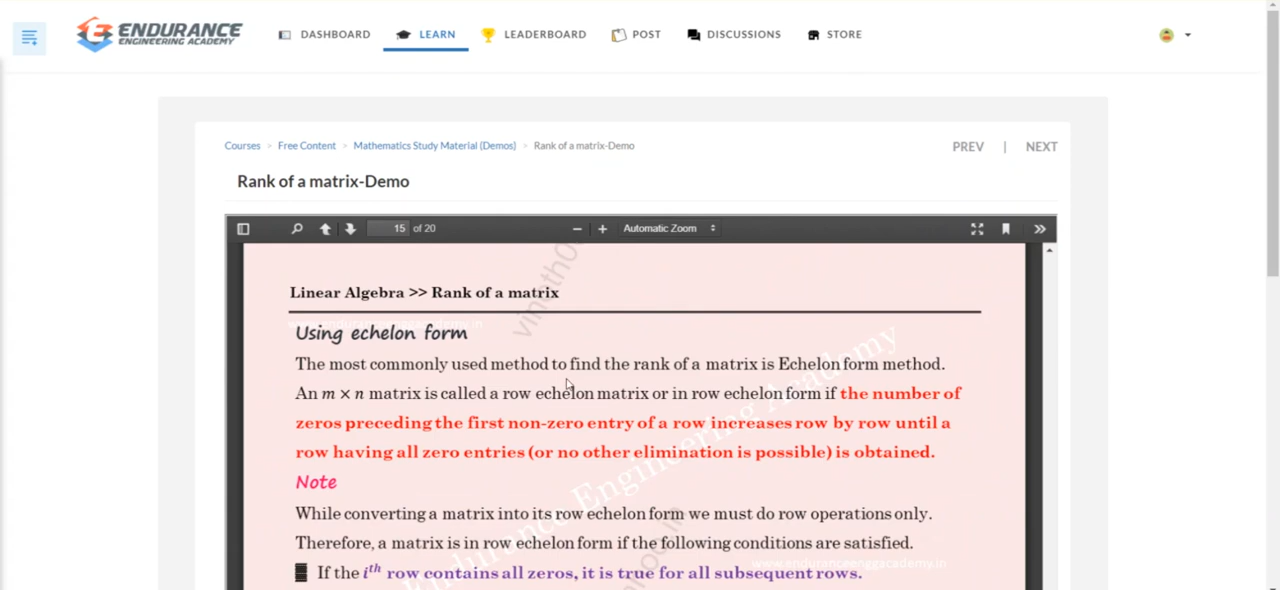 ENDURANCE
ENGINEERING ACADEMY
DASHBOARD
LEARN
LEADERBOARD
POST
DISCUSSIONS
STORE
Courses > Free Content > Mathematics Study Material (Demos) > Rank of a matrix-Demo
PREV | NEXT
Rank of a matrix-Demo
15 of 20
Automatic Zoom
Linear Algebra >> Rank of a matrix
Using echelon form
The most commonly used method to find the rank of a matrix is Echelon form method.
An m × n matrix is called a row echelon matrix or in row echelon form if the number of
zeros preceding the first non-zero entry of a row increases row by row until a
row having all zero entries (or no other elimination is possible) is obtained.
Note
While converting a matrix into its row echelon form we must do row operations only.
Therefore, a matrix is in row echelon form if the following conditions are satisfied.
If the iᵗʰ row contains all zeros, it is true for all subsequent rows.
Endurance Engineering Academy
www.enduranceenggacademy.in